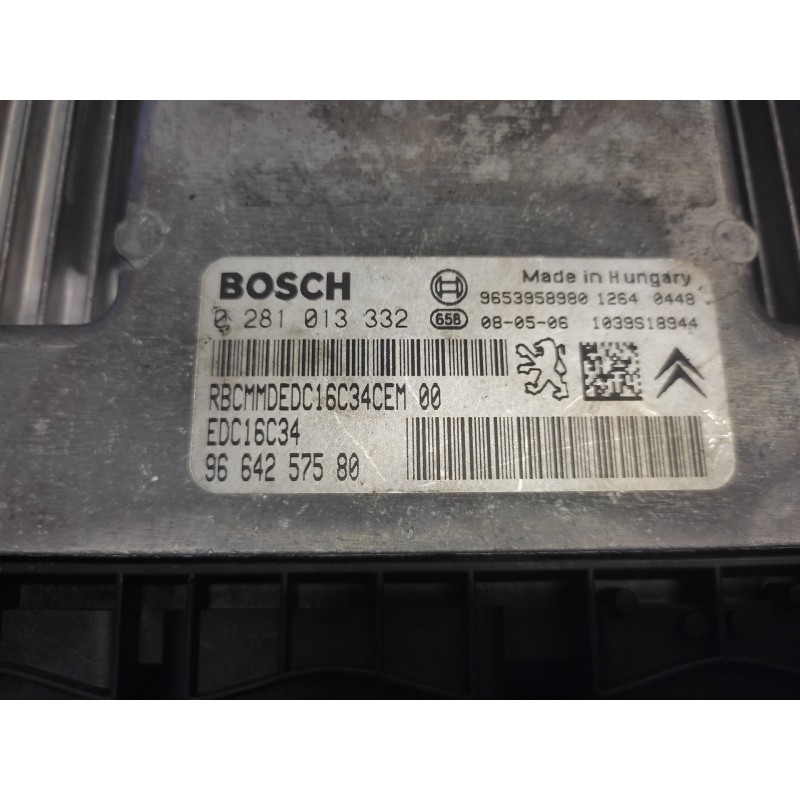 BOSCH
Made in Hungary
9653958980 1264 0448
0 281 013 332 658 08-05-06 1039S18944
RBCMMDEDC16C34CEM 00
EDC16C34
96 642 575 80